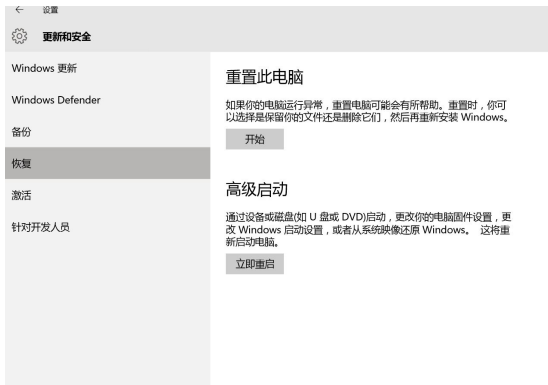 ← 设置
更新和安全
Windows 更新
Windows Defender
备份
恢复
激活
针对开发人员
重置此电脑
如果你的电脑运行异常，重置电脑可能会有所帮助。重置时，你可
以选择是保留你的文件还是删除它们，然后再重新安装 Windows。
开始
高级启动
通过设备或磁盘(如 U 盘或 DVD)启动，更改你的电脑固件设置，更
改 Windows 启动设置，或者从系统映像还原 Windows。 这将重
新启动电脑。
立即重启